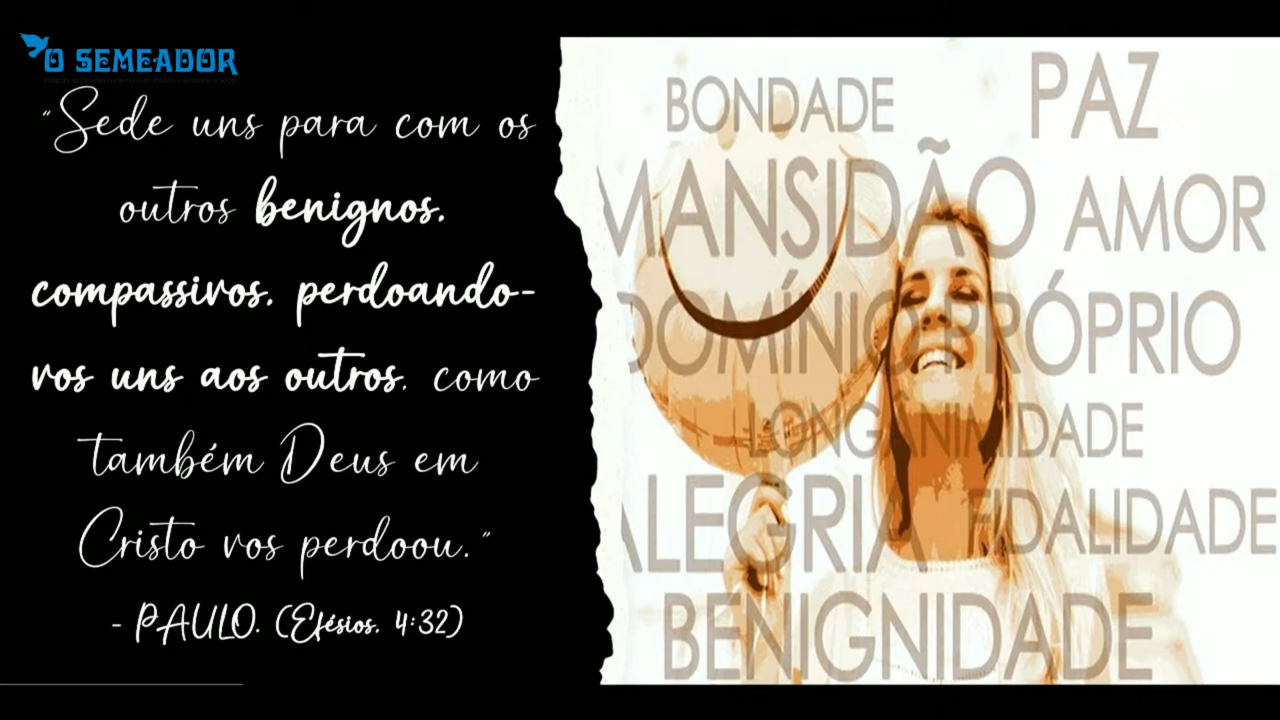 O SEMEADOR
"Sede uns para com os
outros benignos,
compassivos, perdoando-
vos uns aos outros, como
também Deus em
Cristo vos perdoou."
- PAULO. (Efésios, 4:32)
BONDADE
PAZ
MANSIDÃO
AMOR
DOMÍNIO PRÓPRIO
LONGANIMIDADE
ALEGRIA
FIDALIDADE
BENIGNIDADE